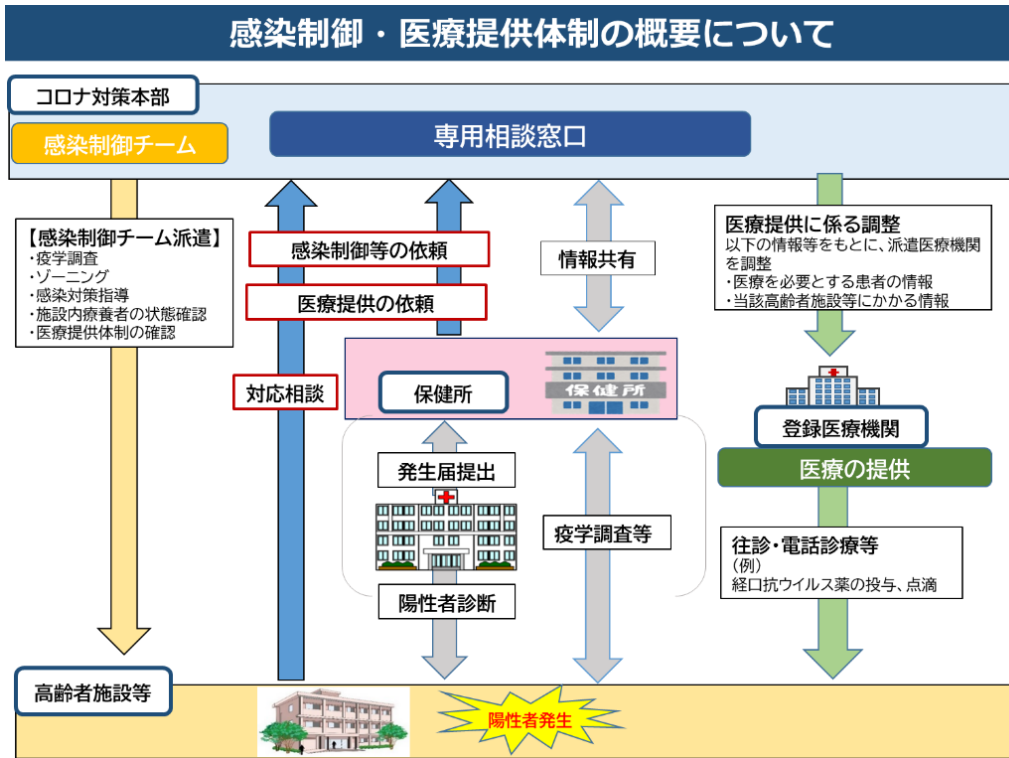 感染制御・医療提供体制の概要について
コロナ対策本部
感染制御チーム
専用相談窓口
【感染制御チーム派遣】
・疫学調査
・ゾーニング
・感染対策指導
・施設内療養者の状態確認
・医療提供体制の確認
感染制御等の依頼
医療提供の依頼
対応相談
情報共有
医療提供に係る調整
以下の情報等をもとに、派遣医療機関
を調整
・医療を必要とする患者の情報
・当該高齢者施設等にかかる情報
保健所
保健所
発生届提出
陽性者診断
疫学調査等
登録医療機関
医療の提供
往診・電話診療等
(例)
経口抗ウイルス薬の投与、点滴
高齢者施設等
陽性者発生